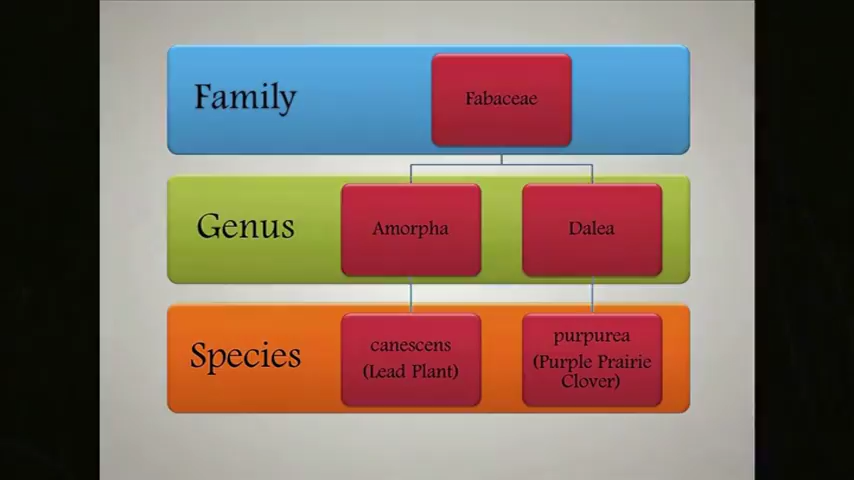 Family
Fabaceae
Genus
Amorpha
Dalea
Species
canescens
(Lead Plant)
purpurea
(Purple Prairie
Clover)